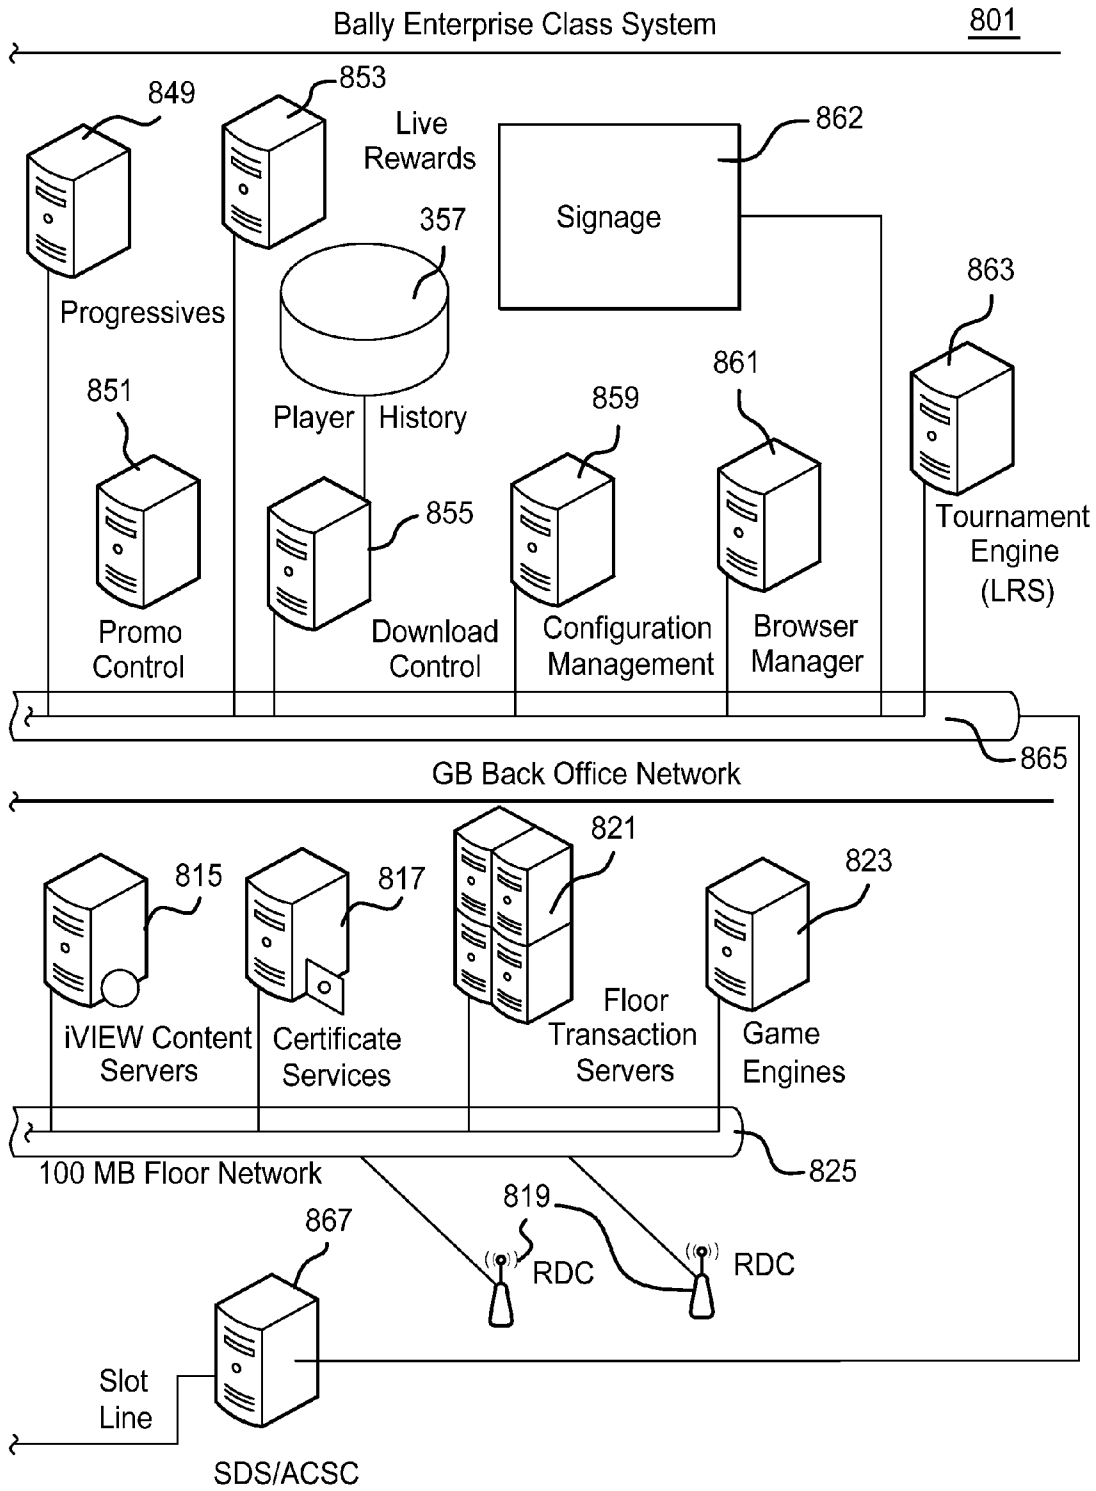 Bally Enterprise Class System
801
849
853
Live
Rewards
862
Signage
357
863
Progressives
851
Player History
859
861
855
Tournament
Engine
(LRS)
Promo
Control
Download
Control
Configuration
Management
Browser
Manager
865
GB Back Office Network
815
817
821
823
iVIEW Content
Servers
Certificate
Services
Floor
Transaction
Servers
Game
Engines
825
100 MB Floor Network
819
RDC
RDC
867
Slot
Line
SDS/ACSC